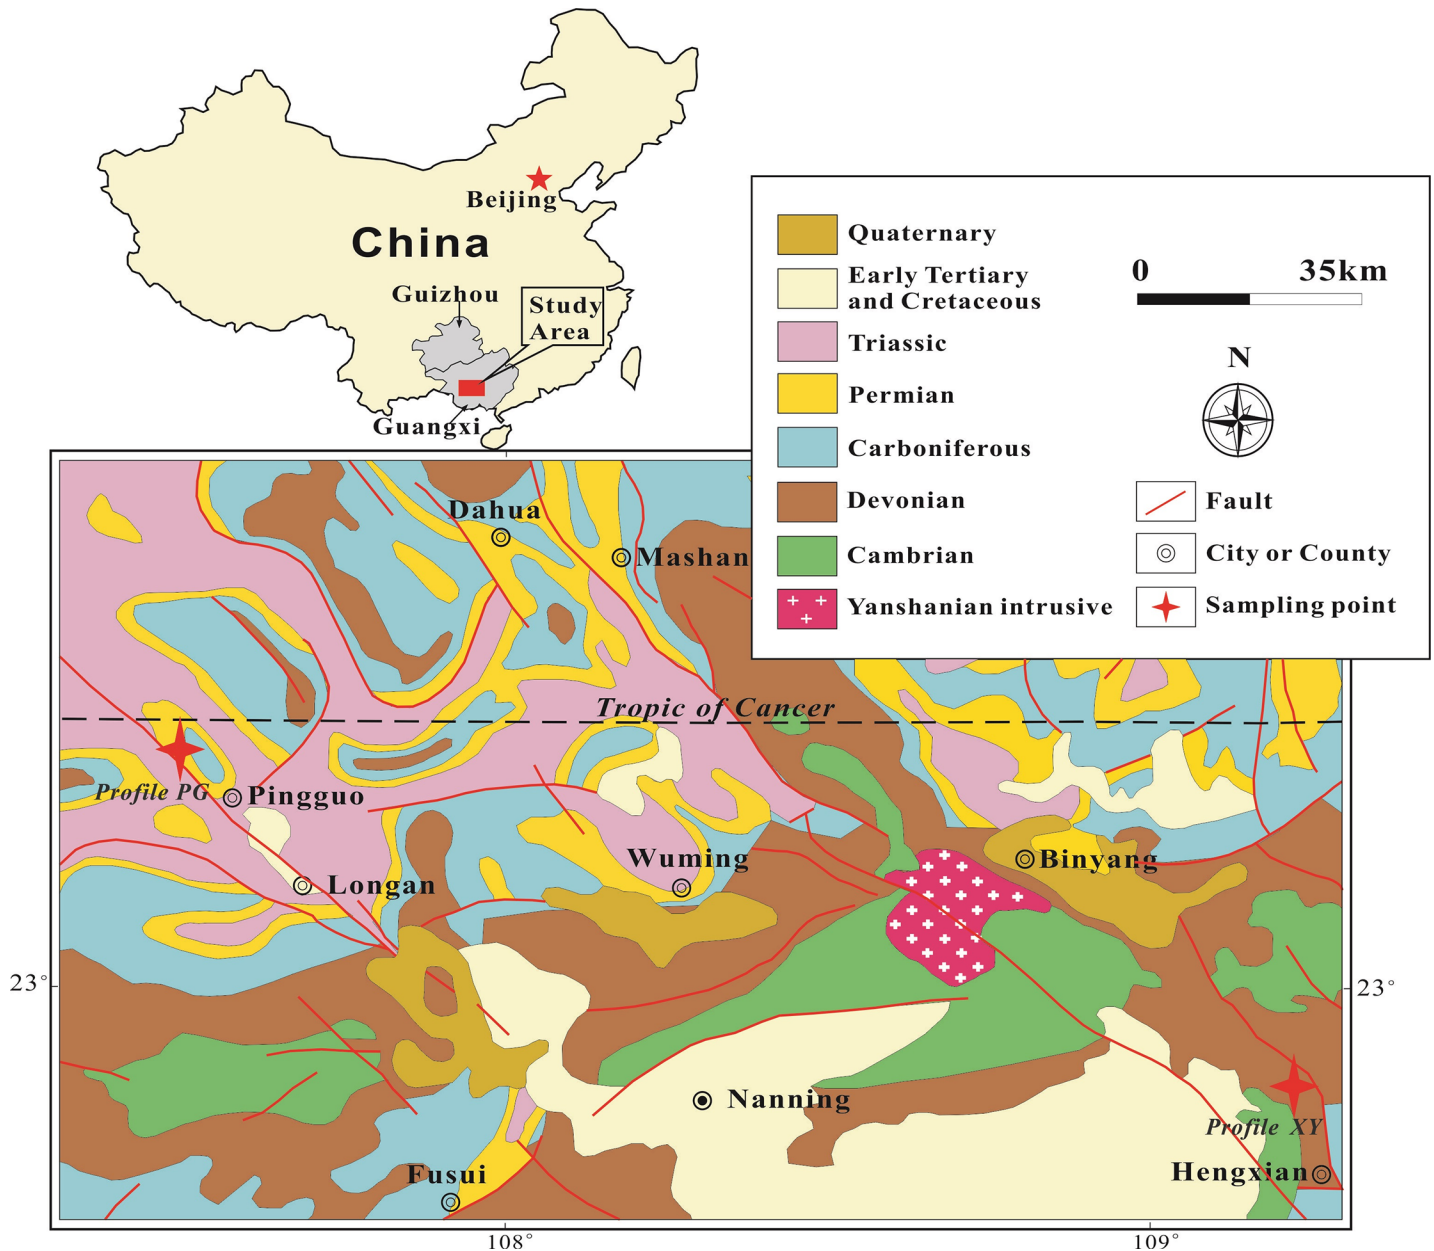 Beijing
China
Guizhou
Study
Area
Guangxi
Quaternary
Early Tertiary
and Cretaceous
Triassic
Permian
Carboniferous
Devonian
Cambrian
Yanshanian intrusive
0 35km
N
Fault
City or County
Sampling point
Dahua
Mashan
Tropic of Cancer
Profile PG
Pingguo
Wuming
Binyang
Longan
23°
23°
Nanning
Profile XY
Hengxian
Fusui
108°
109°